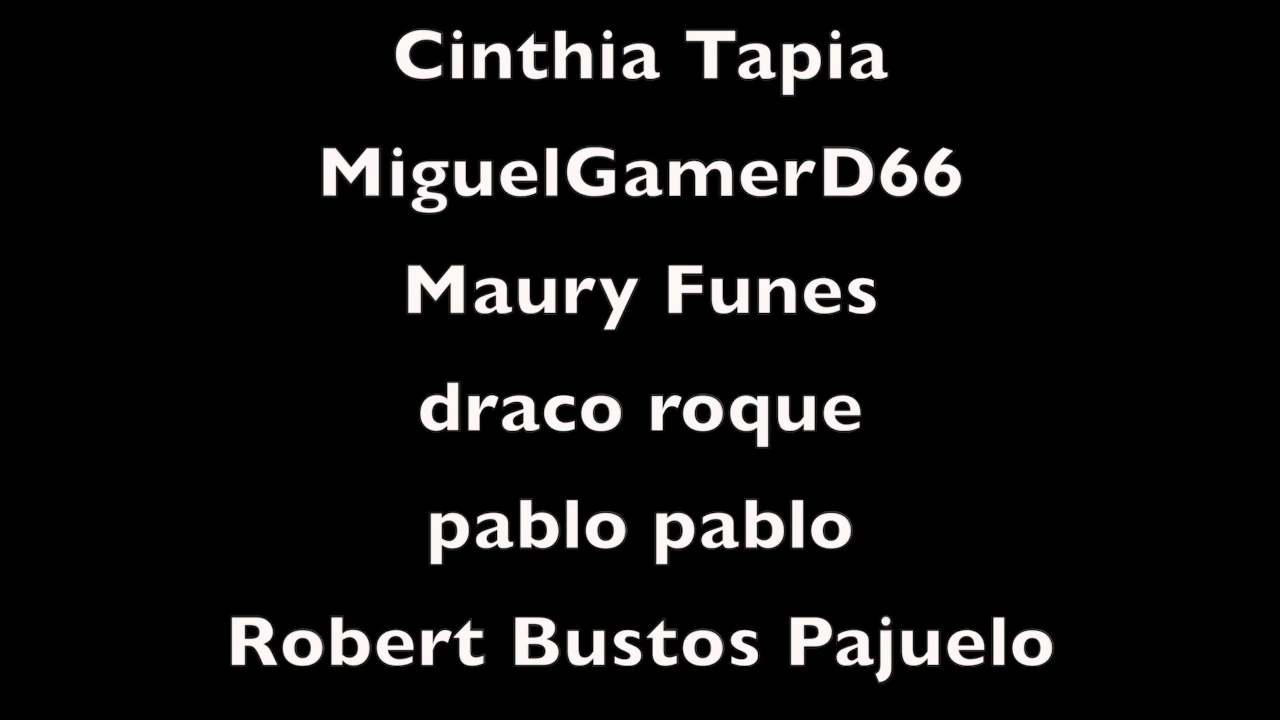 Cinthia Tapia
MiguelGamerD66
Maury Funes
draco roque
pablo pablo
Robert Bustos Pajuelo